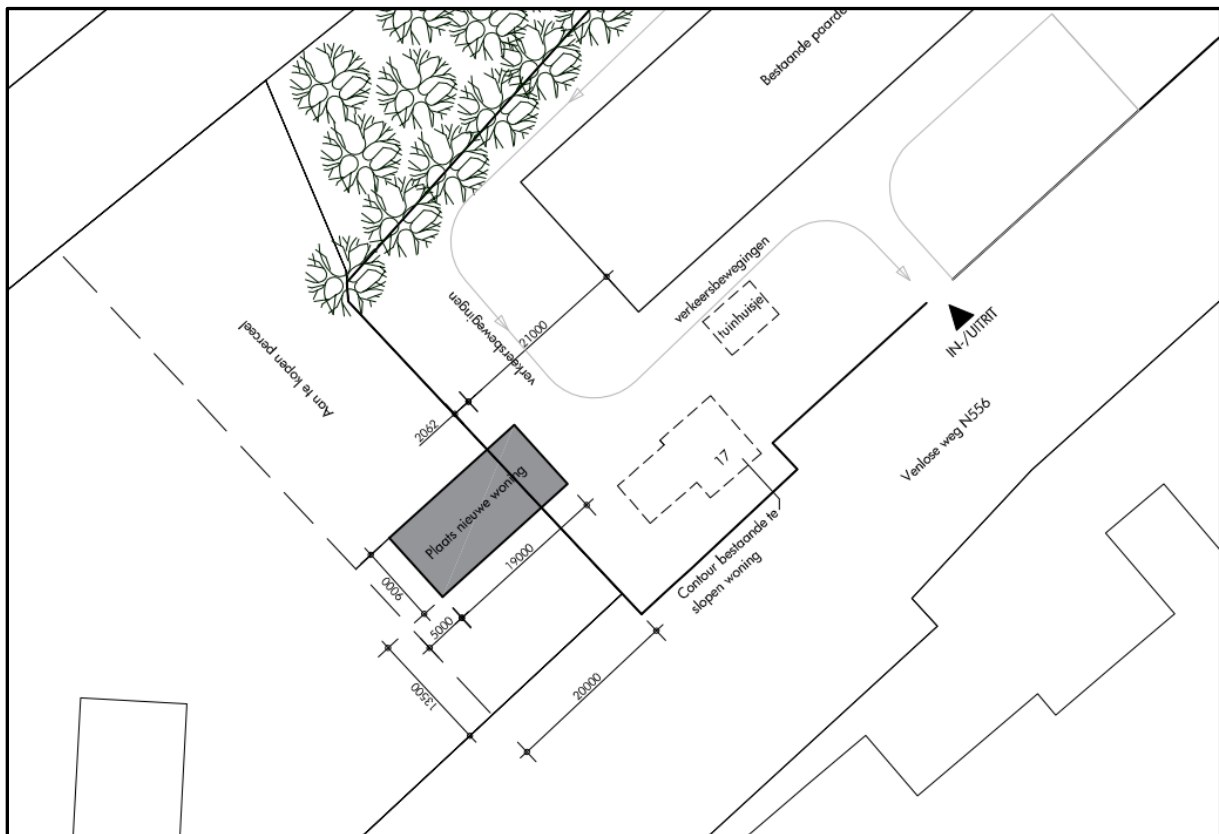 Bestaande paarde
verkeersbewegingen
tuinhuisje
verkeersbewegingen
21000
IN-/UITRIT
Aan te kopen perceel
2062
Venlose weg N556
17
Plaats nieuwe woning
19000
Contour bestaande te
slopen woning
9000
5000
20000
13500